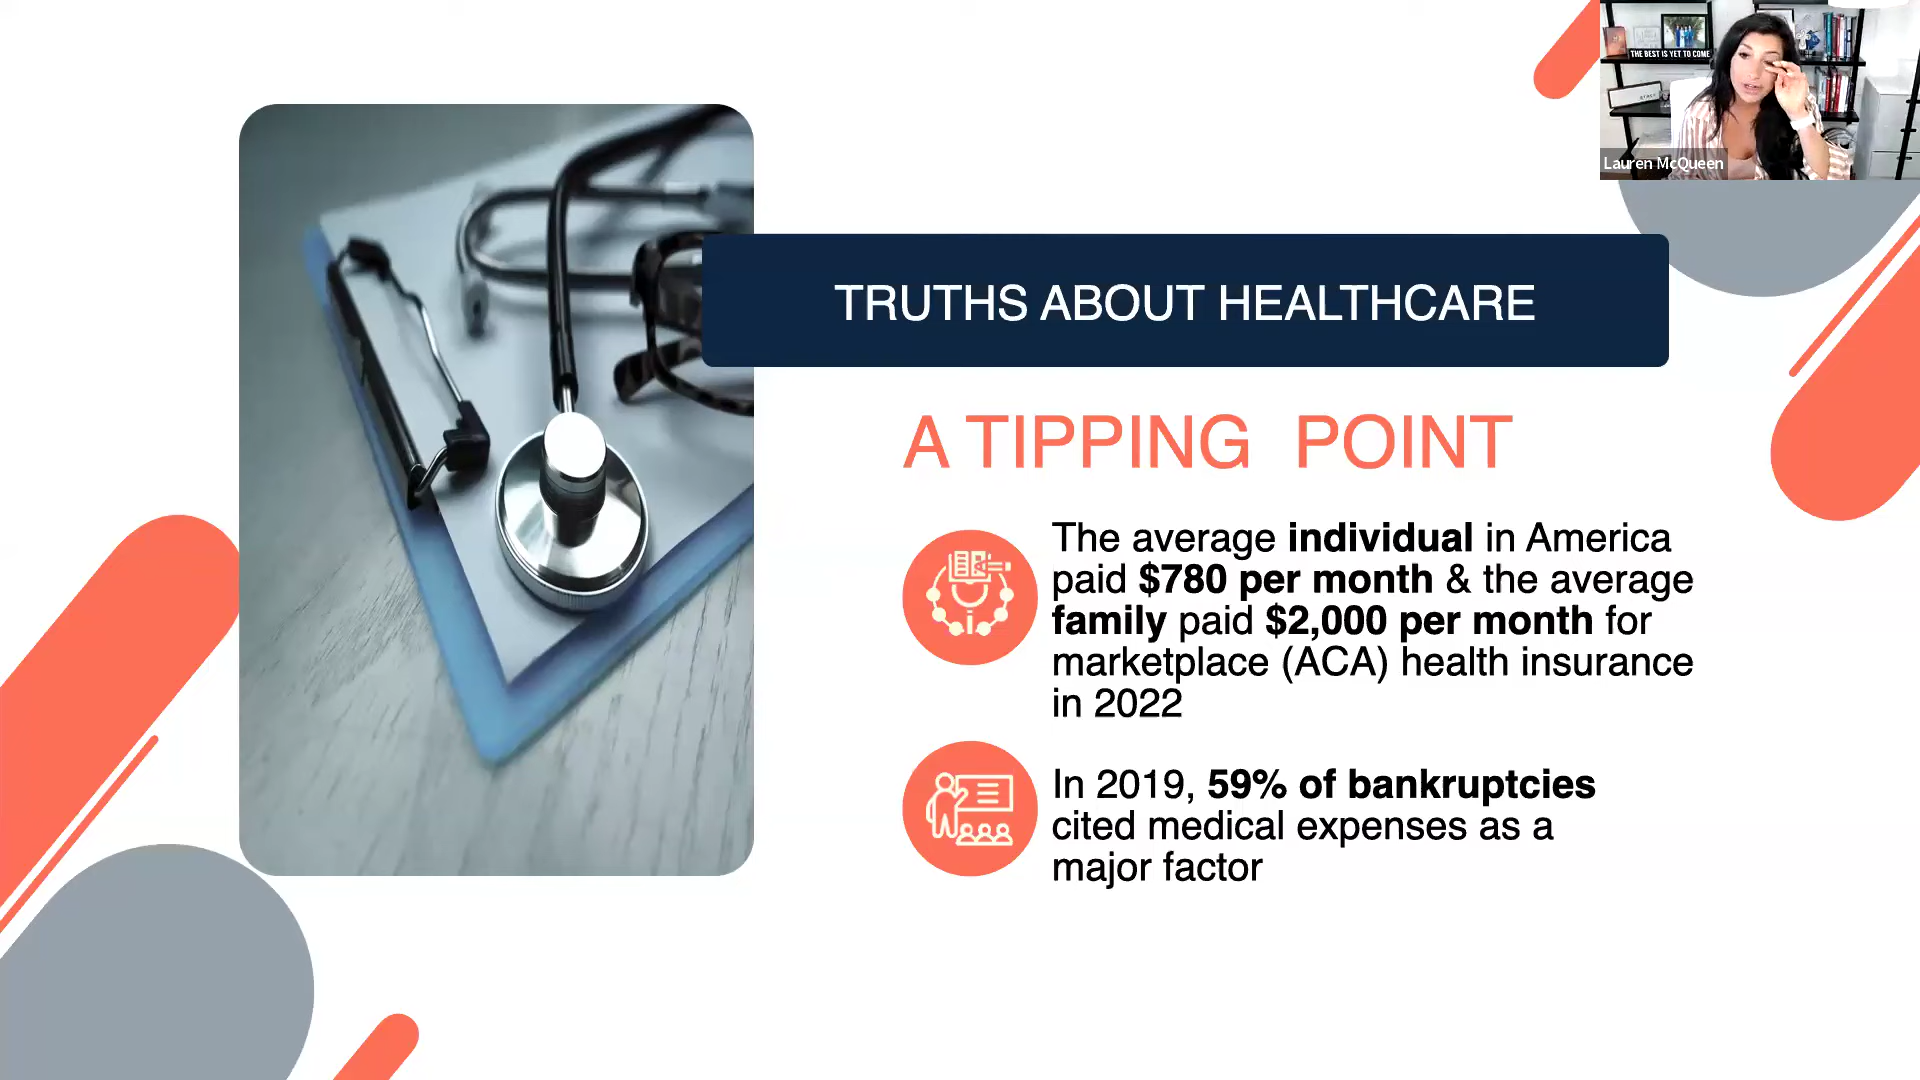 THE BEST IS YET TO COME
Lauren McQueen
TRUTHS ABOUT HEALTHCARE
A TIPPING POINT
The average individual in America
paid $780 per month & the average
family paid $2,000 per month for
marketplace (ACA) health insurance
in 2022
In 2019, 59% of bankruptcies
cited medical expenses as a
major factor